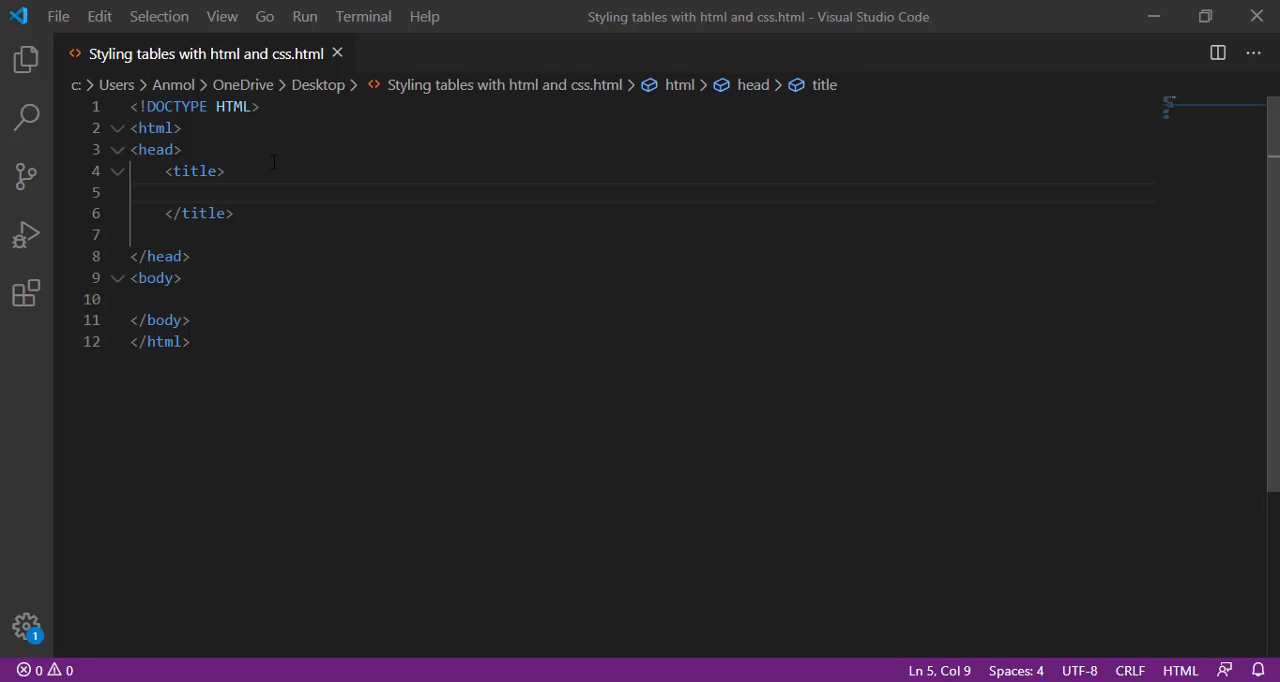 File Edit Selection View Go Run Terminal Help Styling tables with html and css.html - Visual Studio Code
<> Styling tables with html and css.html
c: > Users > Anmol > OneDrive > Desktop > <> Styling tables with html and css.html > html > head > title
1 <!DOCTYPE HTML>
2 <html>
3 <head>
4 <title>
5
6 </title>
7
8 </head>
9 <body>
10
11 </body>
12 </html>
1
0 0 Ln 5, Col 9 Spaces: 4 UTF-8 CRLF HTML